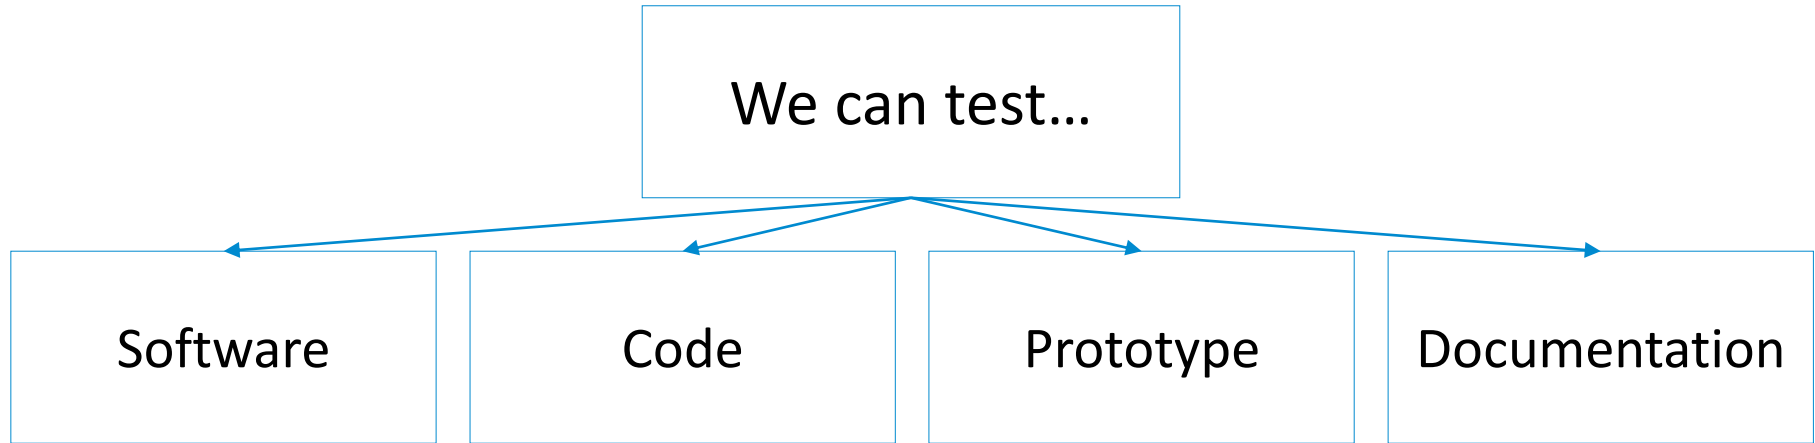 We can test…
Software
Code
Prototype
Documentation